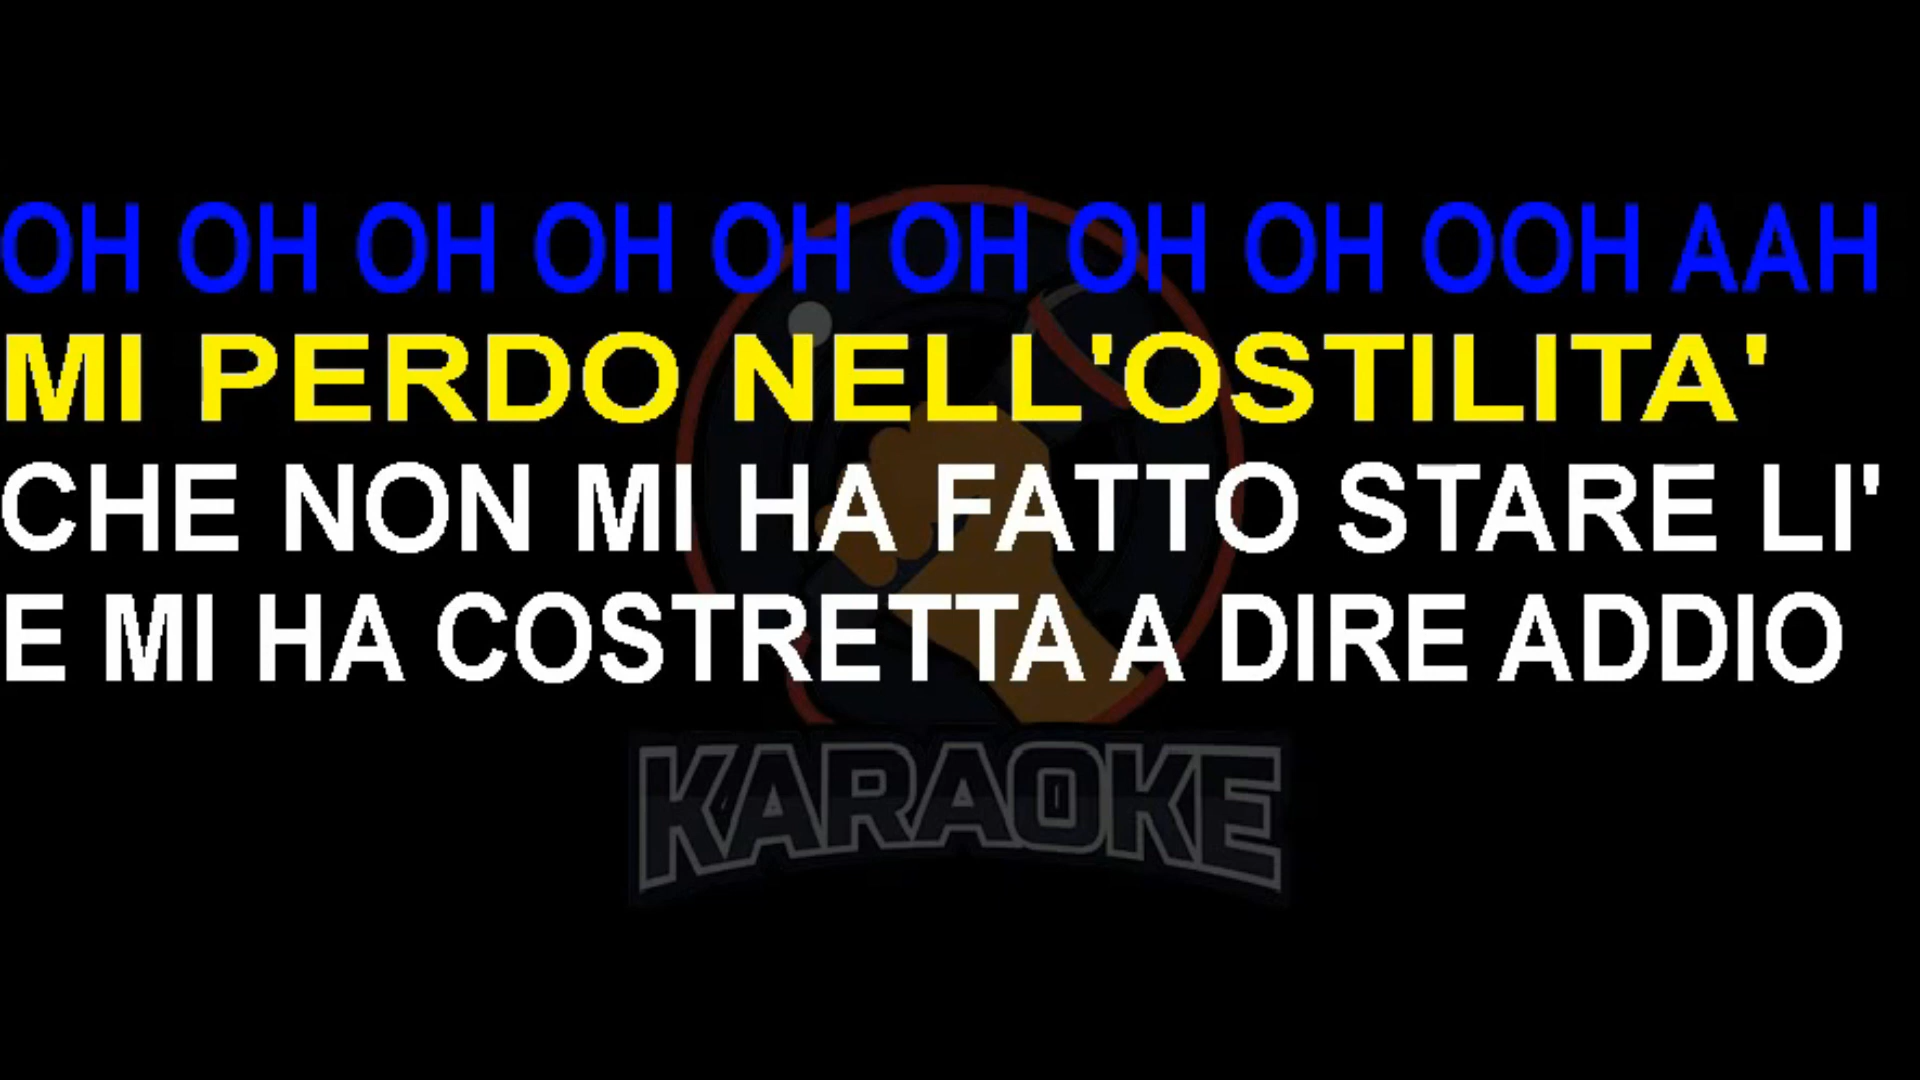 OH OH OH OH OH OH OH OH OOH AAH
MI PERDO NELL'OSTILITA'
CHE NON MI HA FATTO STARE LI'
E MI HA COSTRETTA A DIRE ADDIO
KARAOKE